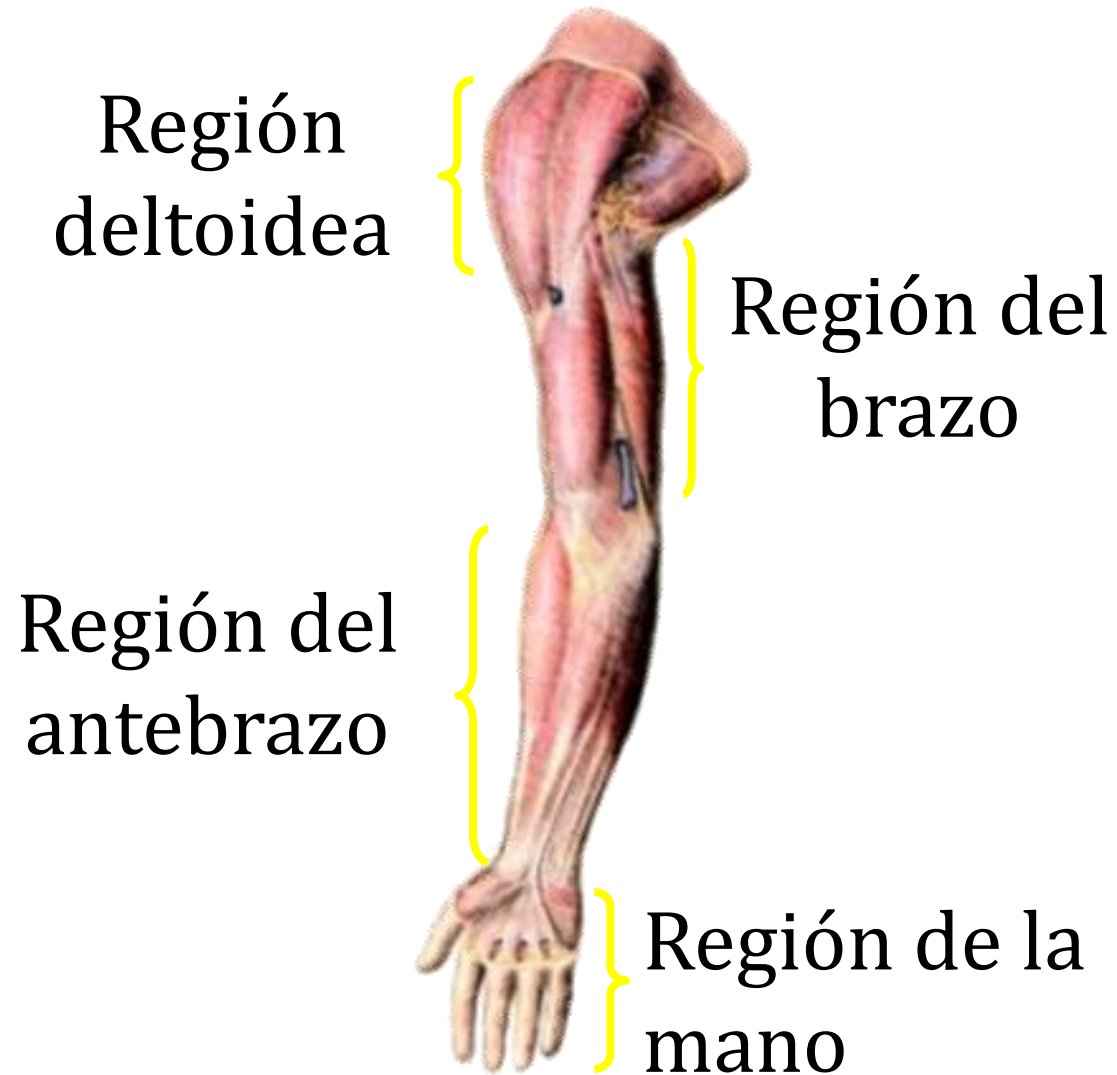 Región
deltoidea
Región del
brazo
Región del
antebrazo
Región de la
mano